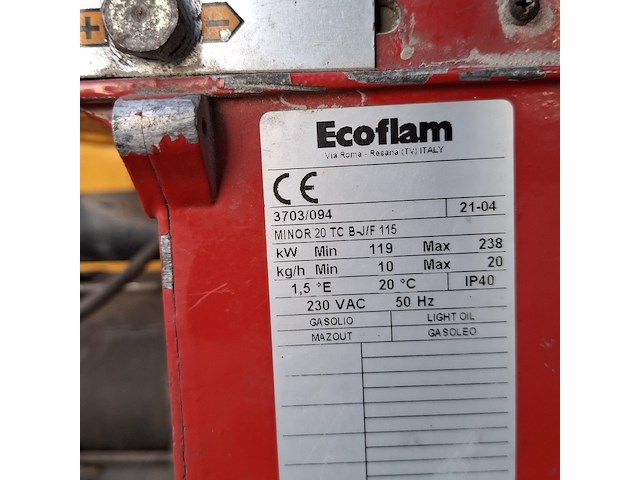 + -
Ecoflam
Via Roma - Resana (TV) ITALY
CE
3703/094 21-04
MINOR 20 TC B-J/F 115
kW Min 119 Max 238
kg/h Min 10 Max 20
1,5 °E 20 °C IP40
230 VAC 50 Hz
GASOLIO LIGHT OIL
MAZOUT GASOLEO